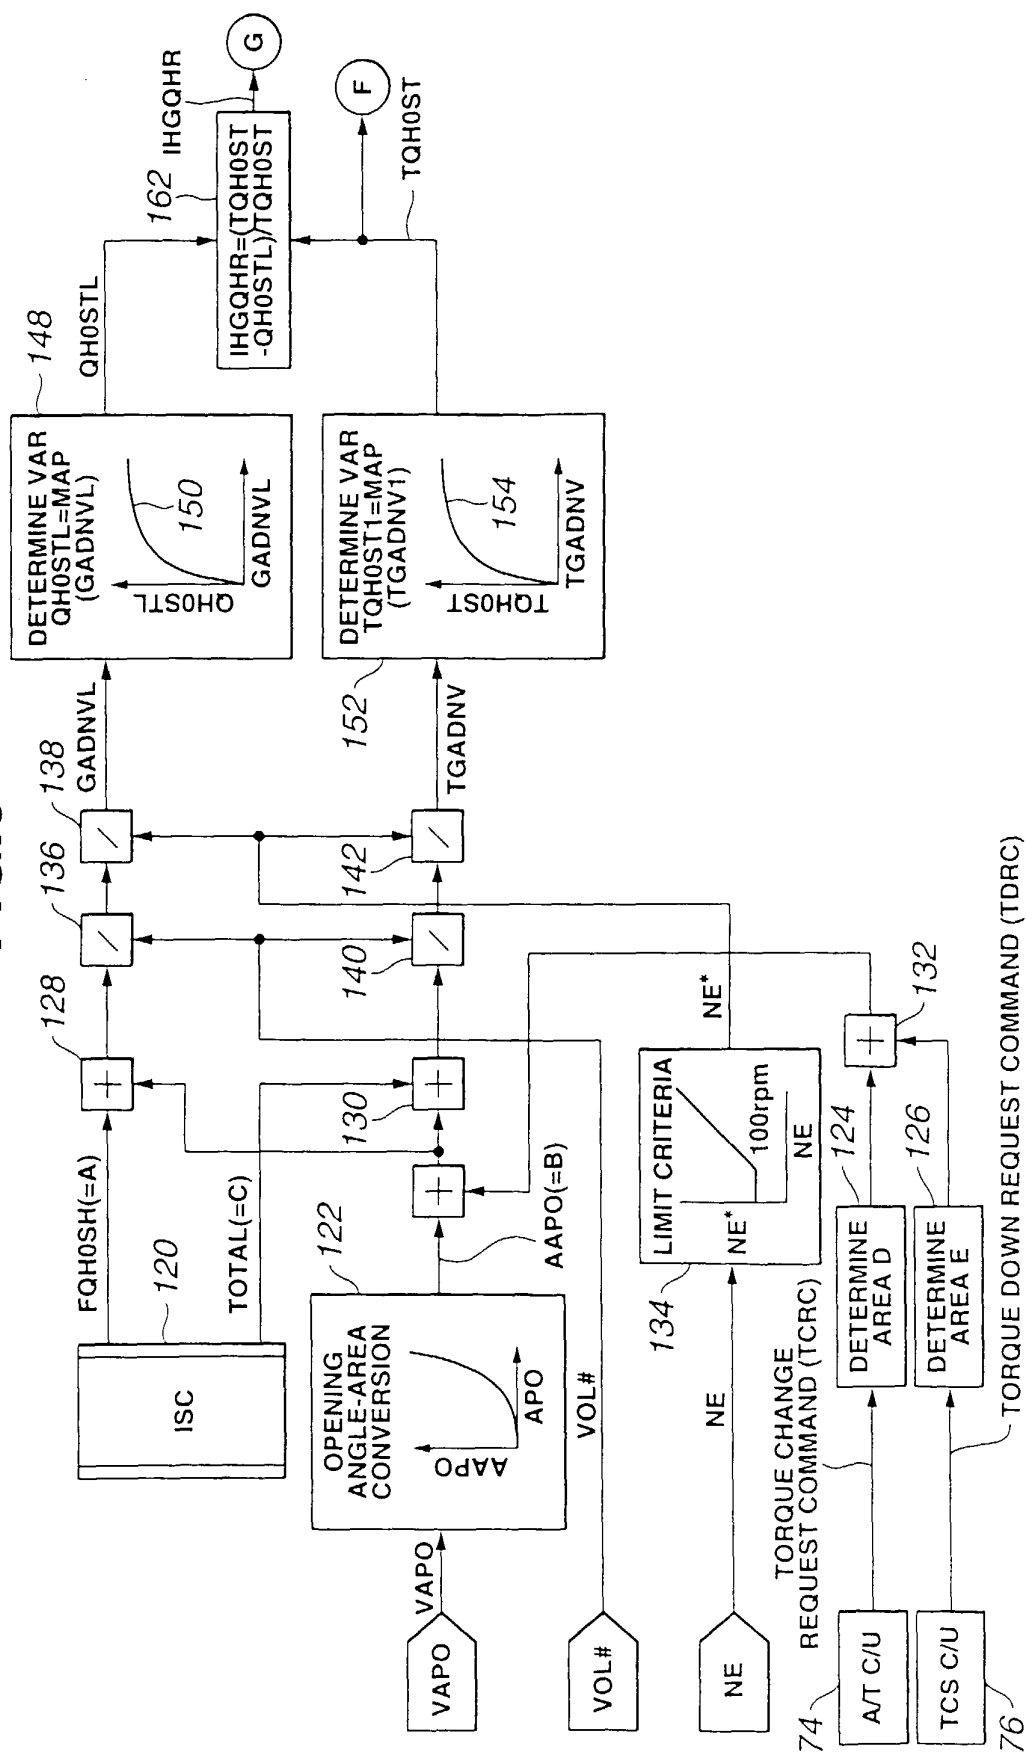 FQH0SH(=A)
128
136
138
GADNVL
DETERMINE VAR
QH0STL=MAP
(GADNVL)
QH0STL
150
GADNVL
148
QH0STL
162
IHGQHR
G
IHGQHR=(TQH0ST
-QH0STL)/TQH0ST
F
TQH0ST
ISC
120
TOTAL(=C)
VAPO
VAPO
OPENING
ANGLE-AREA
CONVERSION
AAPO
APO
122
AAPO(=B)
130
140
142
TGADNV
152
DETERMINE VAR
TQH0ST1=MAP
(TGADNV1)
TQH0ST
154
TGADNV
VOL#
VOL#
NE
NE
134
LIMIT CRITERIA
NE*
100rpm
NE
NE*
74
A/T C/U
TORQUE CHANGE
REQUEST COMMAND (TCRC)
DETERMINE
AREA D
124
132
76
TCS C/U
DETERMINE
AREA E
126
TORQUE DOWN REQUEST COMMAND (TDRC)